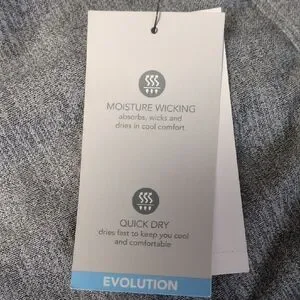 MOISTURE WICKING
absorbs, wicks and
dries in cool comfort
QUICK DRY
dries fast to keep you cool
and comfortable
EVOLUTION